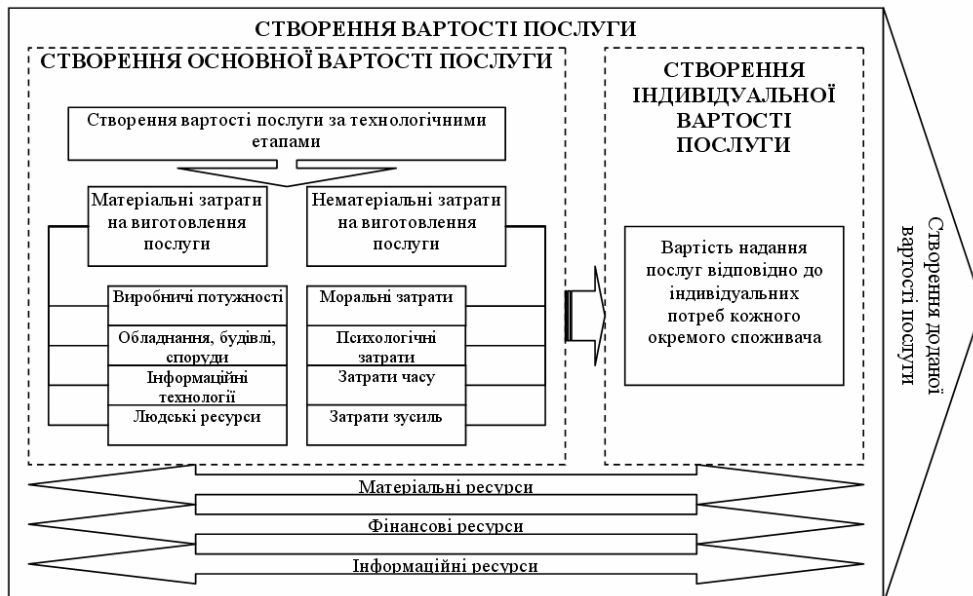 СТВОРЕННЯ ВАРТОСТІ ПОСЛУГИ
СТВОРЕННЯ ОСНОВНОЇ ВАРТОСТІ ПОСЛУГИ
Створення вартості послуги за технологічними
етапами
Матеріальні затрати
на виготовлення
послуги
Нематеріальні затрати
на виготовлення
послуги
Виробничі потужності
Обладнання, будівлі,
споруди
Інформаційні
технології
Людські ресурси
Моральні затрати
Психологічні
затрати
Затрати часу
Затрати зусиль
СТВОРЕННЯ
ІНДИВІДУАЛЬНОЇ
ВАРТОСТІ
ПОСЛУГИ
Вартість надання
послуг відповідно до
індивідуальних
потреб кожного
окремого споживача
Створення доданої
вартості послуги
Матеріальні ресурси
Фінансові ресурси
Інформаційні ресурси